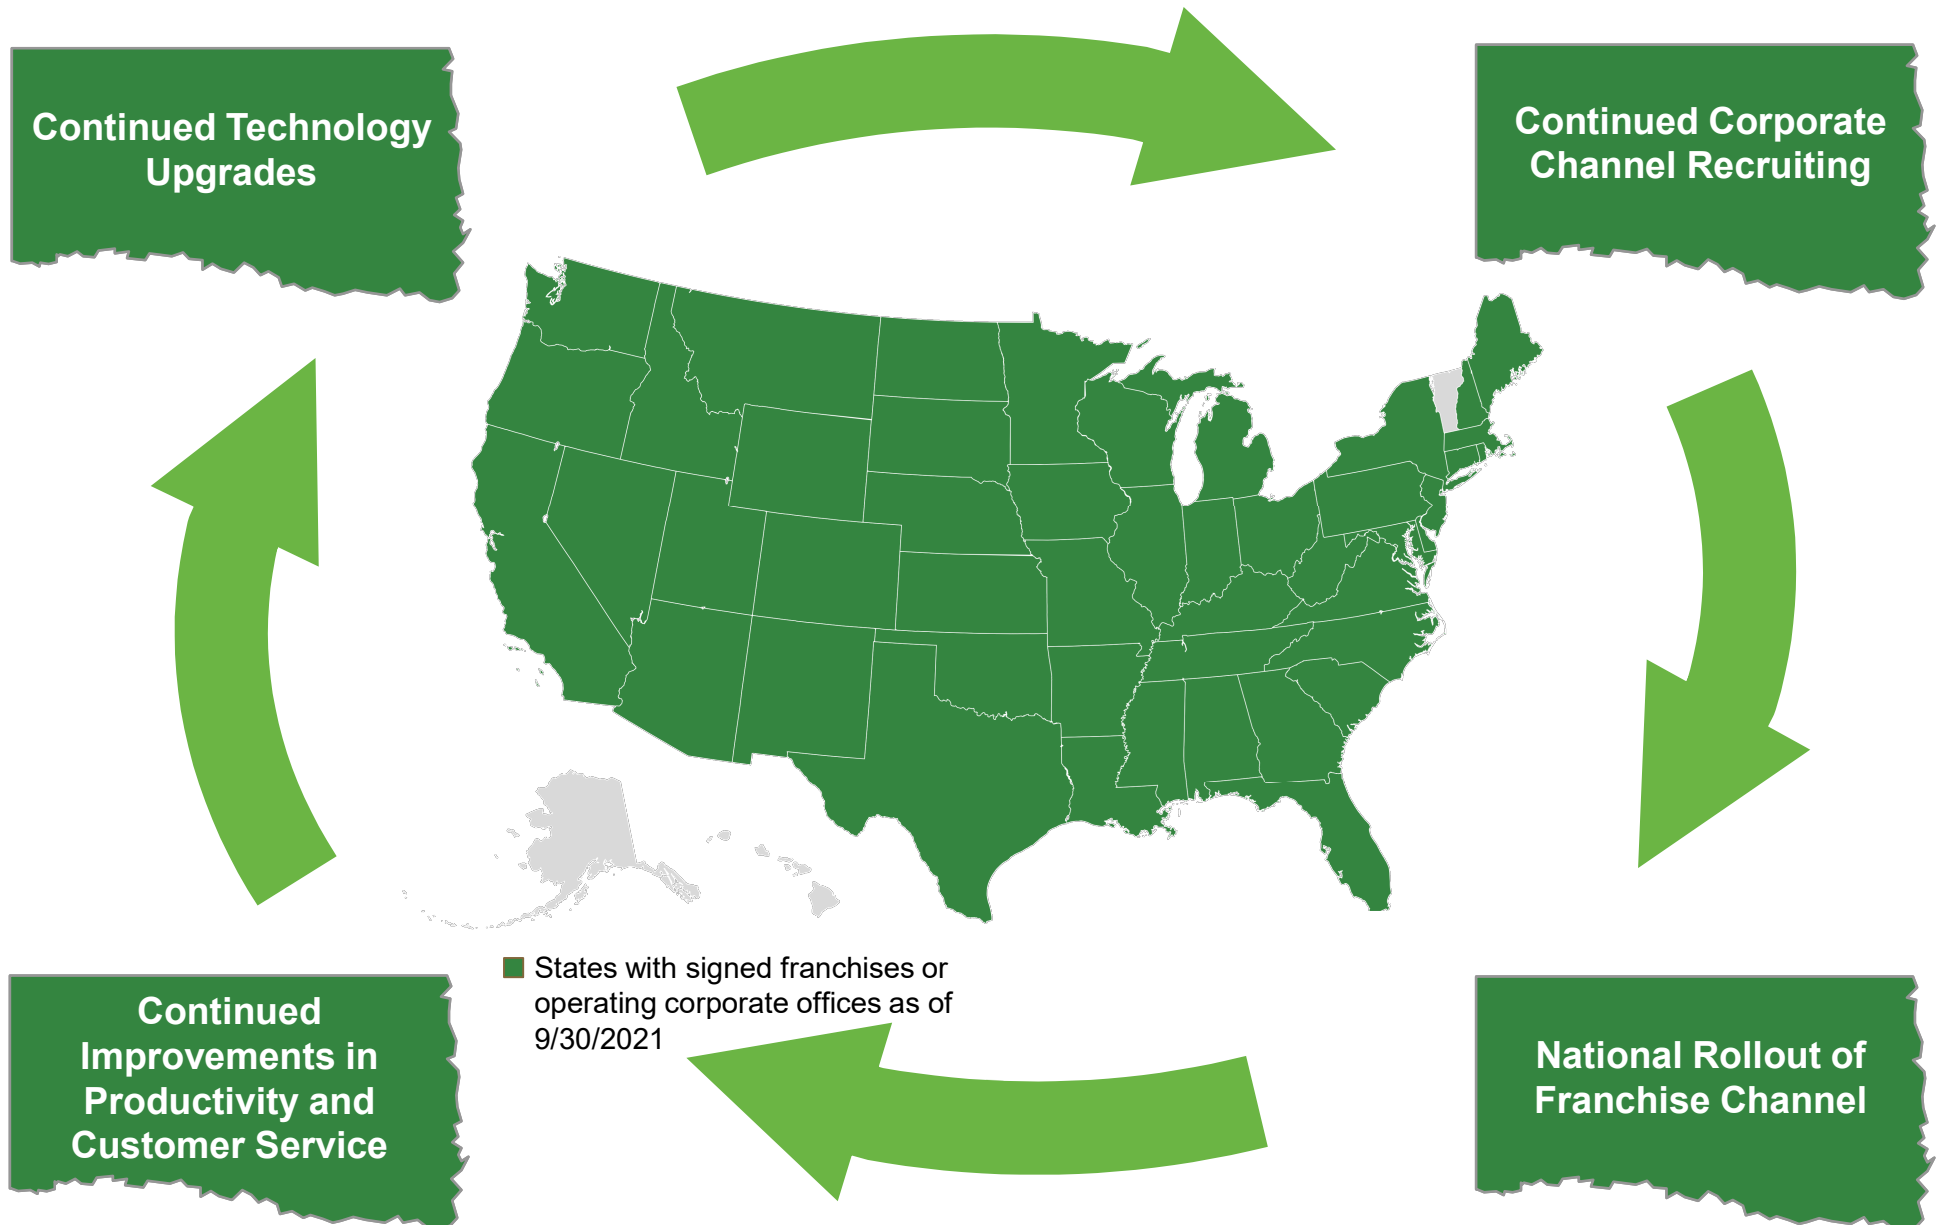 Continued Technology
Upgrades
Continued Corporate
Channel Recruiting
States with signed franchises or
operating corporate offices as of
9/30/2021
Continued
Improvements in
Productivity and
Customer Service
National Rollout of
Franchise Channel